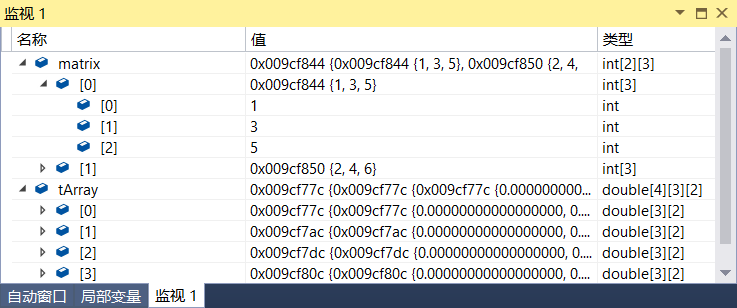 监视 1
名称 值 类型
matrix 0x009cf844 {0x009cf844 {1, 3, 5}, 0x009cf850 {2, 4, int[2][3]
[0] 0x009cf844 {1, 3, 5} int[3]
[0] 1 int
[1] 3 int
[2] 5 int
[1] 0x009cf850 {2, 4, 6} int[3]
tArray 0x009cf77c {0x009cf77c {0x009cf77c {0.000000000... double[4][3][2]
[0] 0x009cf77c {0x009cf77c {0.00000000000000000, 0.... double[3][2]
[1] 0x009cf7ac {0x009cf7ac {0.00000000000000000, 0.... double[3][2]
[2] 0x009cf7dc {0x009cf7dc {0.00000000000000000, 0.... double[3][2]
[3] 0x009cf80c {0x009cf80c {0.00000000000000000, 0.... double[3][2]
自动窗口 局部变量 监视 1